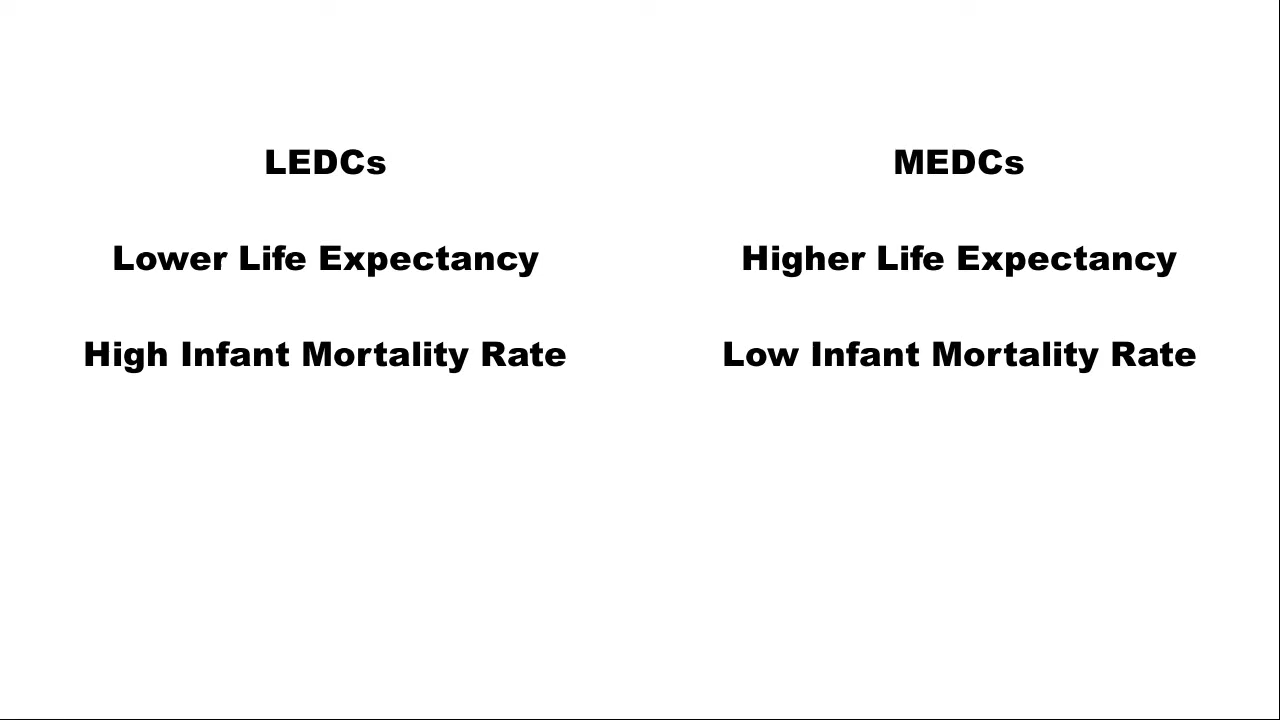 LEDCs
Lower Life Expectancy
High Infant Mortality Rate
MEDCs
Higher Life Expectancy
Low Infant Mortality Rate